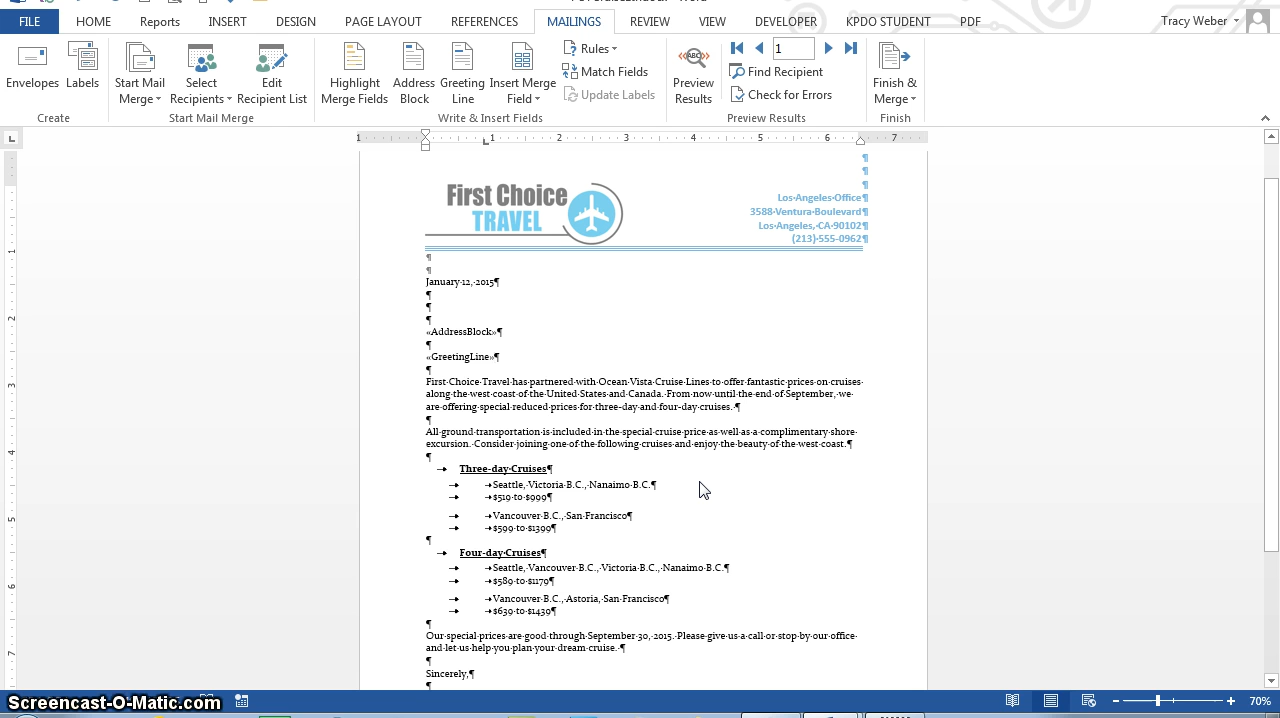 FILE HOME Reports INSERT DESIGN PAGE LAYOUT REFERENCES MAILINGS REVIEW VIEW DEVELOPER KPDO STUDENT PDF Tracy Weber
Envelopes Labels
Create
Start Mail Merge Select Recipients Edit Recipient List
Start Mail Merge
Highlight Merge Fields Address Block Greeting Line Insert Merge Field
Rules
Match Fields
Update Labels
Write & Insert Fields
Preview Results
1
Find Recipient
Check for Errors
Preview Results
Finish & Merge
Finish
1 1 2 3 4 5 6 7
First Choice
TRAVEL
Los·Angeles·Office¶
3588·Ventura·Boulevard¶
Los·Angeles,·CA·90102¶
(213)·555-0962¶
January·12,·2015¶
«AddressBlock»¶
«GreetingLine»¶
First·Choice·Travel·has·partnered·with·Ocean·Vista·Cruise·Lines·to·offer·fantastic·prices·on·cruises·
along·the·west·coast·of·the·United·States·and·Canada.··From·now·until·the·end·of·September,·we·
are·offering·special·reduced·prices·for·three-day·and·four-day·cruises.·¶
All·ground·transportation·is·included·in·the·special·cruise·price·as·well·as·a·complimentary·shore·
excursion.··Consider·joining·one·of·the·following·cruises·and·enjoy·the·beauty·of·the·west·coast.¶
Three-day·Cruises¶
Seattle,·Victoria·B.C.,·Nanaimo·B.C.¶
$519·to·$999¶
Vancouver·B.C.,·San·Francisco¶
$599·to·$1399¶
Four-day·Cruises¶
Seattle,·Vancouver·B.C.,·Victoria·B.C.,·Nanaimo·B.C.¶
$589·to·$1179¶
Vancouver·B.C.,·Astoria,·San·Francisco¶
$639·to·$1439¶
Our·special·prices·are·good·through·September·30,·2015.··Please·give·us·a·call·or·stop·by·our·office·
and·let·us·help·you·plan·your·dream·cruise.··¶
Sincerely,¶
Screencast-O-Matic.com
70%